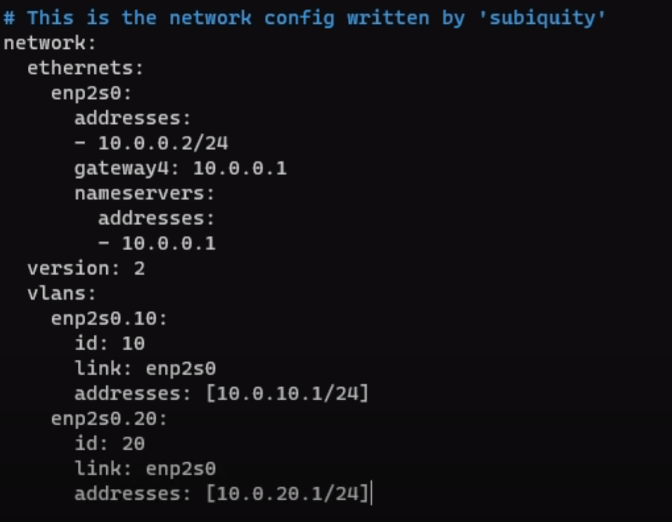 # This is the network config written by 'subiquity'
network:
  ethernets:
    enp2s0:
      addresses:
      - 10.0.0.2/24
      gateway4: 10.0.0.1
      nameservers:
        addresses:
        - 10.0.0.1
  version: 2
  vlans:
    enp2s0.10:
      id: 10
      link: enp2s0
      addresses: [10.0.10.1/24]
    enp2s0.20:
      id: 20
      link: enp2s0
      addresses: [10.0.20.1/24]